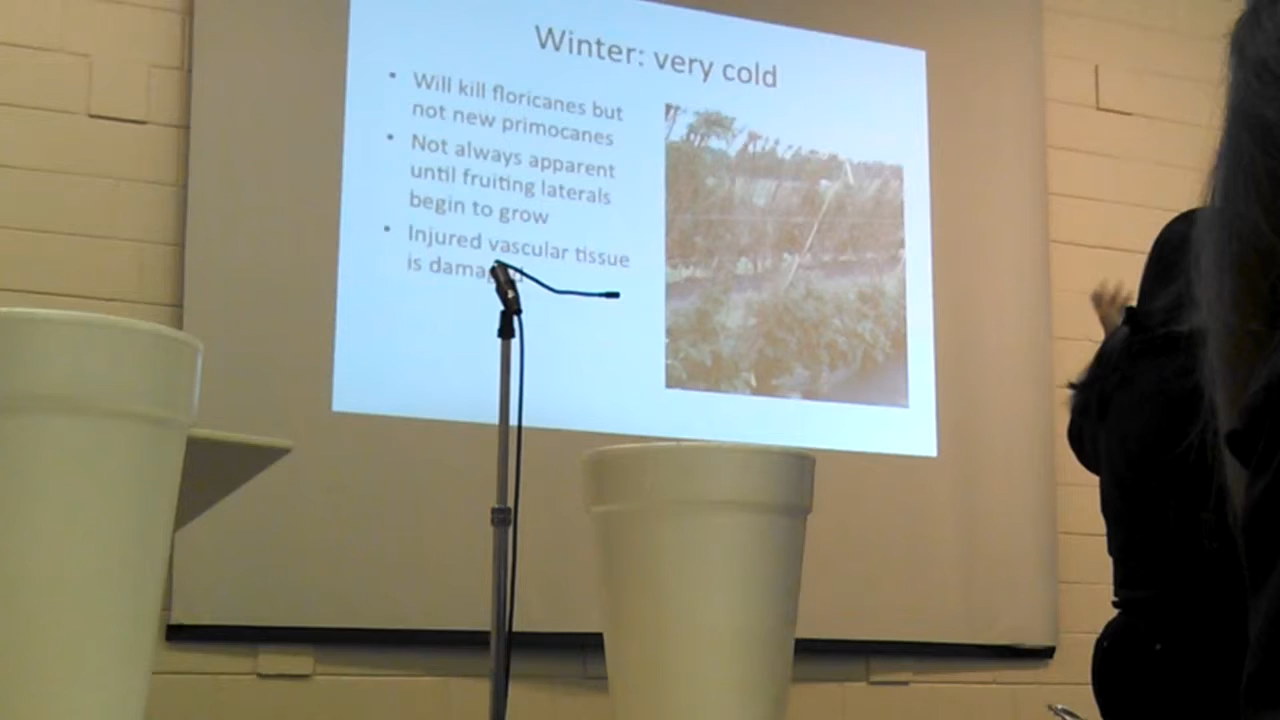 Winter: very cold
• Will kill floricanes but
not new primocanes
• Not always apparent
until fruiting laterals
begin to grow
• Injured vascular tissue
is damaged